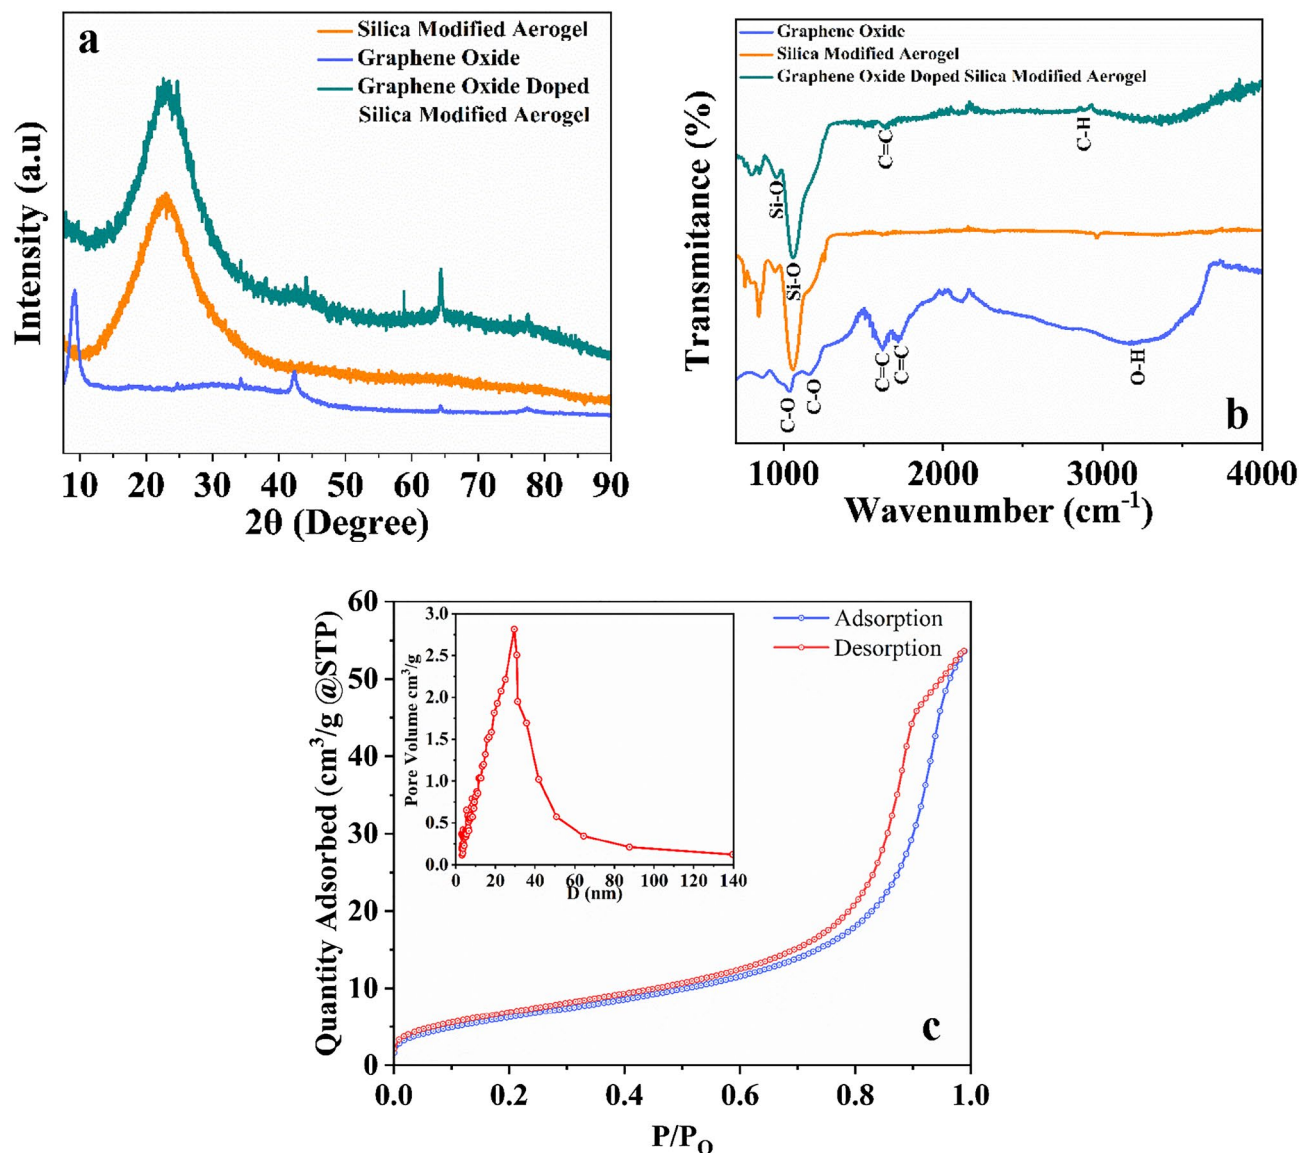 a
Silica Modified Aerogel
Graphene Oxide
Graphene Oxide Doped
Silica Modified Aerogel
Intensity (a.u)
10 20 30 40 50 60 70 80 90
2θ (Degree)
Graphene Oxide
Silica Modified Aerogel
Graphene Oxide Doped Silica Modified Aerogel
Transmitance (%)
Si-O
Si-O
C=C
C-H
C-O
C-O
C=C
C=C
O-H
b
1000 2000 3000 4000
Wavenumber (cm⁻¹)
Quantity Adsorbed (cm³/g @STP)
60
50
40
30
20
10
0
Adsorption
Desorption
Pore Volume cm³/g
3.0
2.5
2.0
1.5
1.0
0.5
0.0
0 20 40 60 80 100 120 140
D (nm)
c
0.0 0.2 0.4 0.6 0.8 1.0
P/P_O